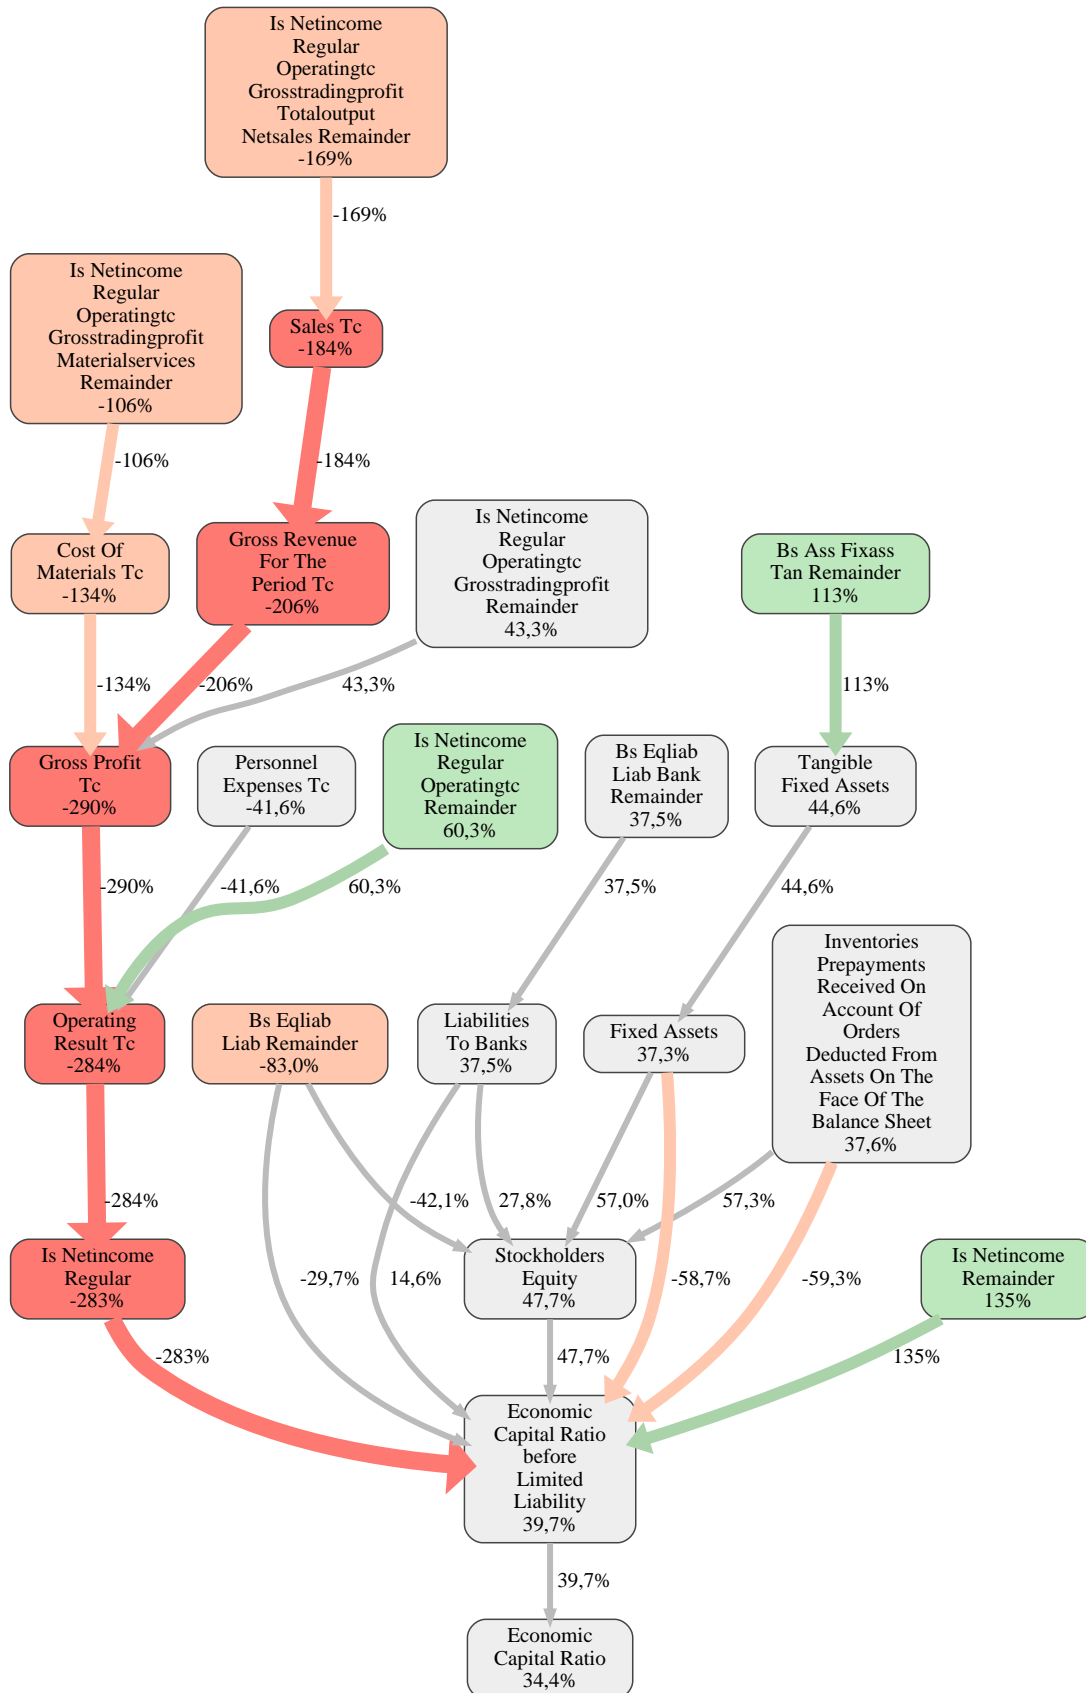 Is Netincome
Regular
Operatingtc
Grosstradingprofit
Totaloutput
Netsales Remainder
-169%
-169%
Is Netincome
Regular
Operatingtc
Grosstradingprofit
Materialservices
Remainder
-106%
Sales Tc
-184%
-106%
-184%
Cost Of
Materials Tc
-134%
Gross Revenue
For The
Period Tc
-206%
Is Netincome
Regular
Operatingtc
Grosstradingprofit
Remainder
43,3%
Bs Ass Fixass
Tan Remainder
113%
-134%
-206%
43,3%
113%
Gross Profit
Tc
-290%
Personnel
Expenses Tc
-41,6%
Is Netincome
Regular
Operatingtc
Remainder
60,3%
Bs Eqliab
Liab Bank
Remainder
37,5%
Tangible
Fixed Assets
44,6%
-290%
-41,6%
60,3%
37,5%
44,6%
Operating
Result Tc
-284%
Bs Eqliab
Liab Remainder
-83,0%
Liabilities
To Banks
37,5%
Fixed Assets
37,3%
Inventories
Prepayments
Received On
Account Of
Orders
Deducted From
Assets On The
Face Of The
Balance Sheet
37,6%
-284%
-42,1%
27,8%
57,0%
57,3%
Is Netincome
Regular
-283%
-29,7%
14,6%
Stockholders
Equity
47,7%
-58,7%
-59,3%
Is Netincome
Remainder
135%
-283%
47,7%
135%
Economic
Capital Ratio
before
Limited
Liability
39,7%
39,7%
Economic
Capital Ratio
34,4%